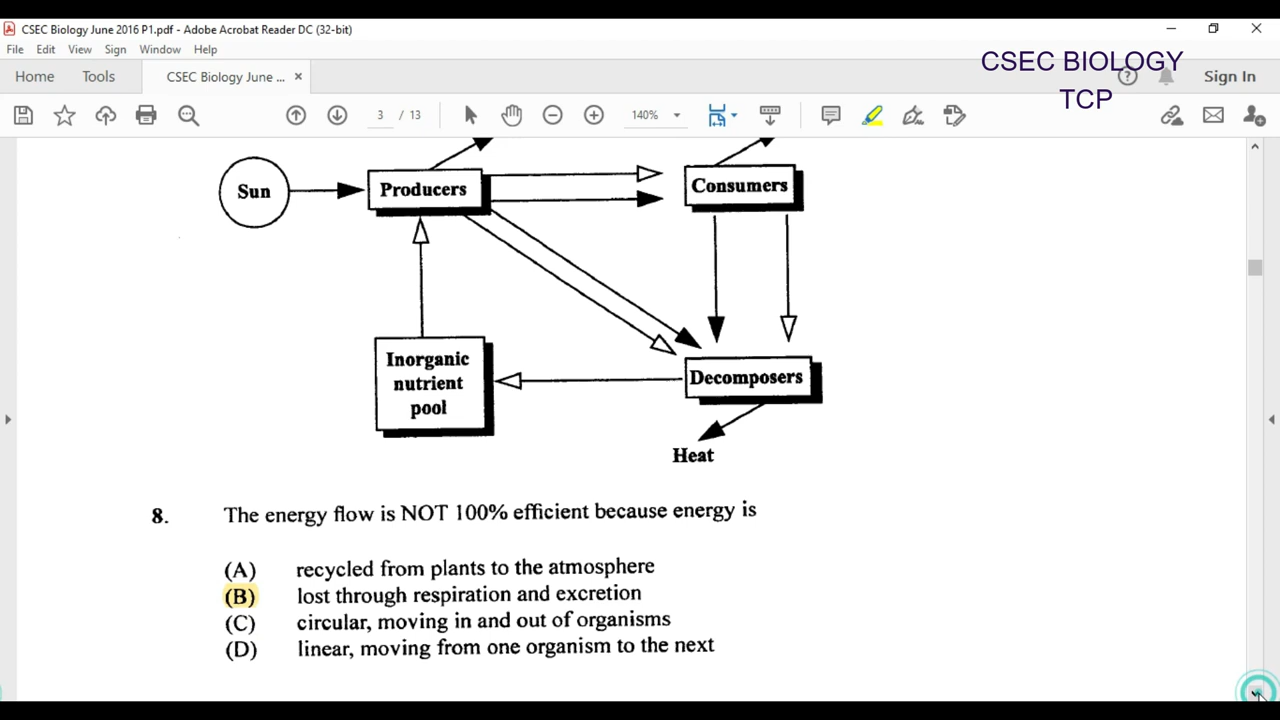 CSEC Biology June 2016 P1.pdf - Adobe Acrobat Reader DC (32-bit)
File Edit View Sign Window Help
CSEC BIOLOGY
TCP
Home Tools CSEC Biology June ... × Sign In
3 / 13 140%
Sun Producers Consumers
Inorganic
nutrient
pool
Decomposers
Heat
8. The energy flow is NOT 100% efficient because energy is
(A) recycled from plants to the atmosphere
(B) lost through respiration and excretion
(C) circular, moving in and out of organisms
(D) linear, moving from one organism to the next